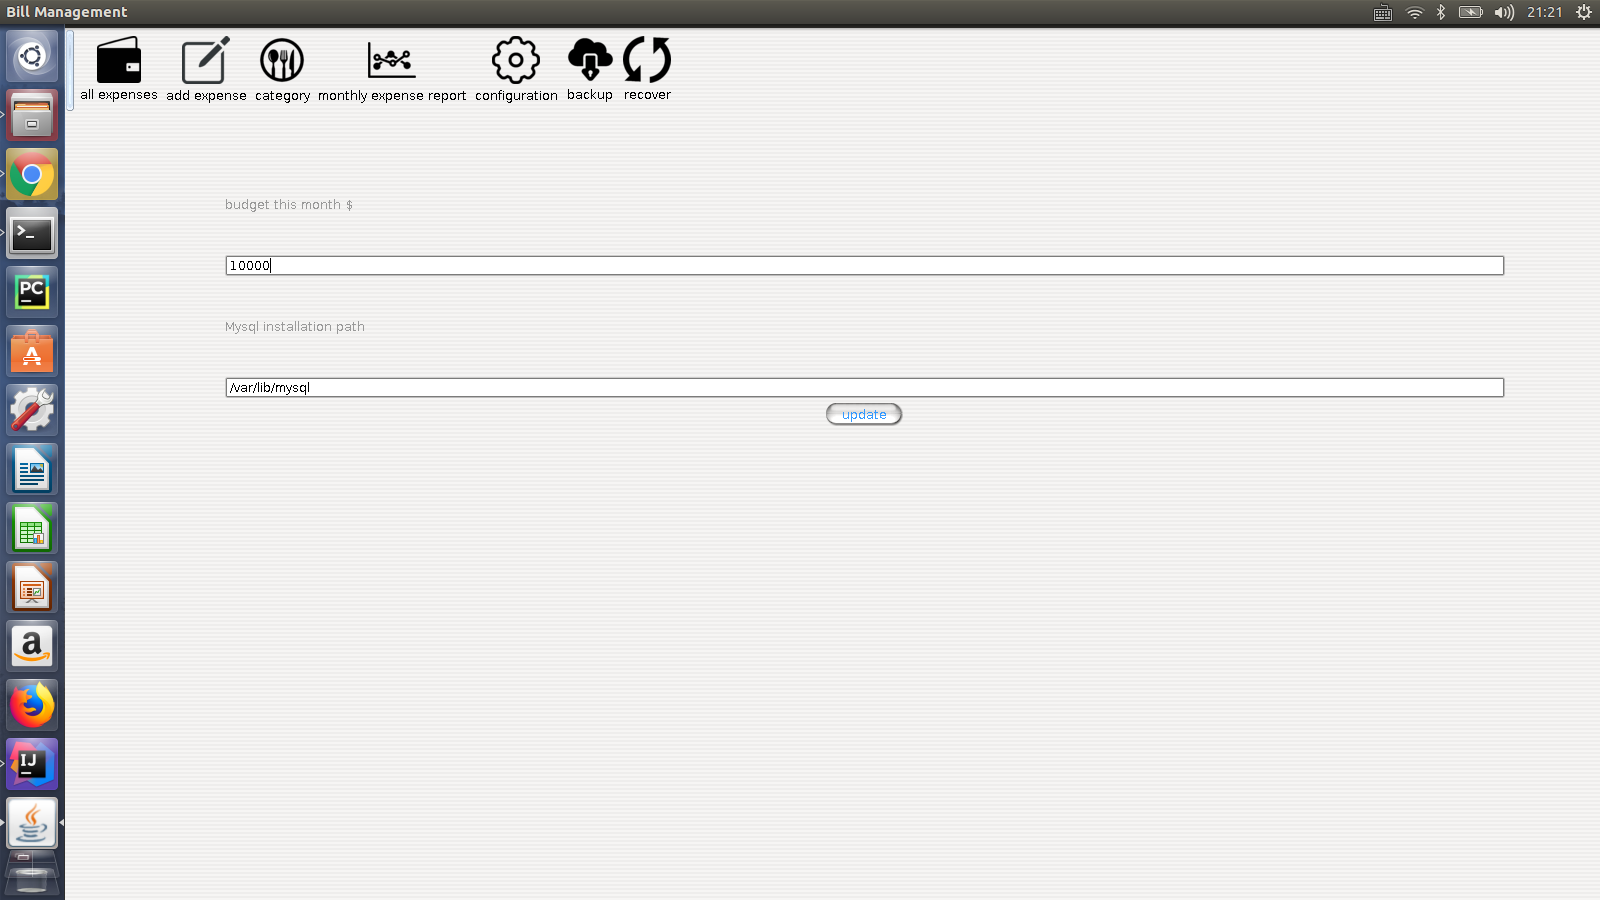 Bill Management
21:21
all expenses
add expense
category
monthly expense report
configuration
backup
recover
budget this month $
10000
Mysql installation path
/var/lib/mysql
update
>_
PC
A
a
IJ